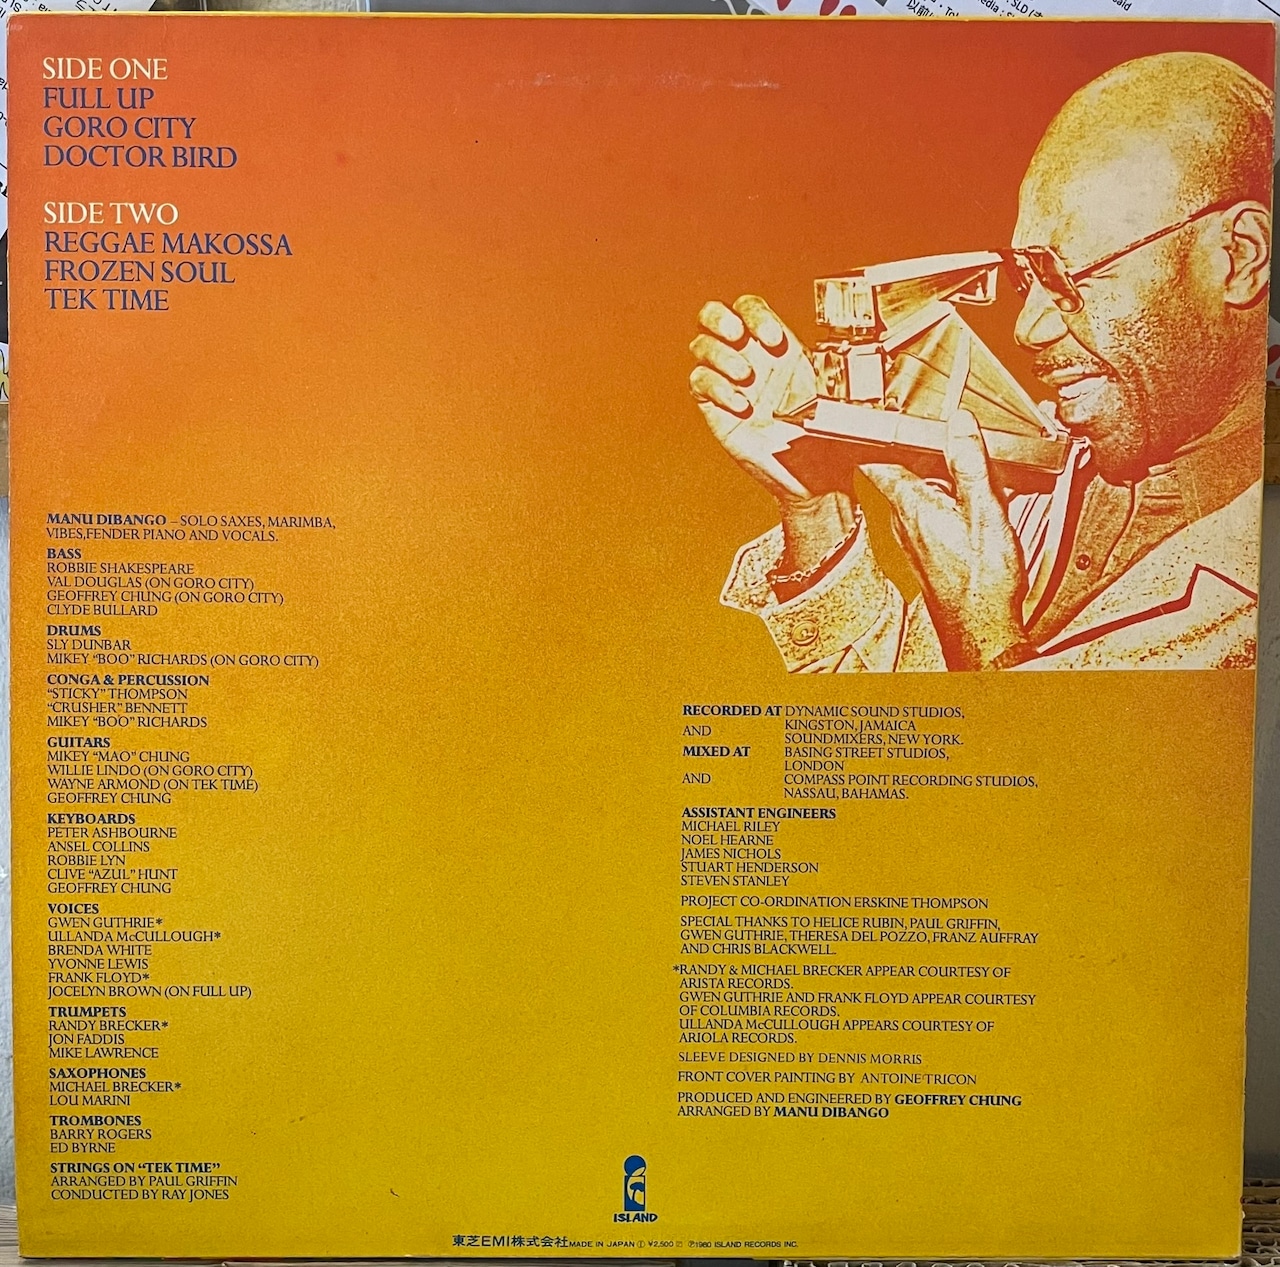 SIDE ONE
FULL UP
GORO CITY
DOCTOR BIRD
SIDE TWO
REGGAE MAKOSSA
FROZEN SOUL
TEK TIME
MANU DIBANGO – SOLO SAXES, MARIMBA,
VIBES,FENDER PIANO AND VOCALS.
BASS
ROBBIE SHAKESPEARE
VAL DOUGLAS (ON GORO CITY)
GEOFFREY CHUNG (ON GORO CITY)
CLYDE BULLARD
DRUMS
SLY DUNBAR
MIKEY “BOO” RICHARDS (ON GORO CITY)
CONGA & PERCUSSION
“STICKY” THOMPSON
“CRUSHER” BENNETT
MIKEY “BOO” RICHARDS
GUITARS
MIKEY “MAO” CHUNG
WILLIE LINDO (ON GORO CITY)
WAYNE ARMOND (ON TEK TIME)
GEOFFREY CHUNG
KEYBOARDS
PETER ASHBOURNE
ANSEL COLLINS
ROBBIE LYN
CLIVE “AZUL” HUNT
GEOFFREY CHUNG
VOICES
GWEN GUTHRIE*
ULLANDA McCULLOUGH*
BRENDA WHITE
YVONNE LEWIS
FRANK FLOYD*
JOCELYN BROWN (ON FULL UP)
TRUMPETS
RANDY BRECKER*
JON FADDIS
MIKE LAWRENCE
SAXOPHONES
MICHAEL BRECKER*
LOU MARINI
TROMBONES
BARRY ROGERS
ED BYRNE
STRINGS ON “TEK TIME”
ARRANGED BY PAUL GRIFFIN
CONDUCTED BY RAY JONES
RECORDED AT DYNAMIC SOUND STUDIOS,
KINGSTON, JAMAICA
AND SOUNDMIXERS, NEW YORK.
MIXED AT BASING STREET STUDIOS,
LONDON
AND COMPASS POINT RECORDING STUDIOS,
NASSAU, BAHAMAS.
ASSISTANT ENGINEERS
MICHAEL RILEY
NOEL HEARNE
JAMES NICHOLS
STUART HENDERSON
STEVEN STANLEY
PROJECT CO-ORDINATION ERSKINE THOMPSON
SPECIAL THANKS TO HELICE RUBIN, PAUL GRIFFIN,
GWEN GUTHRIE, THERESA DEL POZZO, FRANZ AUFFRAY
AND CHRIS BLACKWELL.
*RANDY & MICHAEL BRECKER APPEAR COURTESY OF
ARISTA RECORDS.
GWEN GUTHRIE AND FRANK FLOYD APPEAR COURTESY
OF COLUMBIA RECORDS.
ULLANDA McCULLOUGH APPEARS COURTESY OF
ARIOLA RECORDS.
SLEEVE DESIGNED BY DENNIS MORRIS
FRONT COVER PAINTING BY ANTOINE TRICON
PRODUCED AND ENGINEERED BY GEOFFREY CHUNG
ARRANGED BY MANU DIBANGO
ISLAND
東芝EMI株式会社 MADE IN JAPAN ¥2,500 ℗1980 ISLAND RECORDS INC.